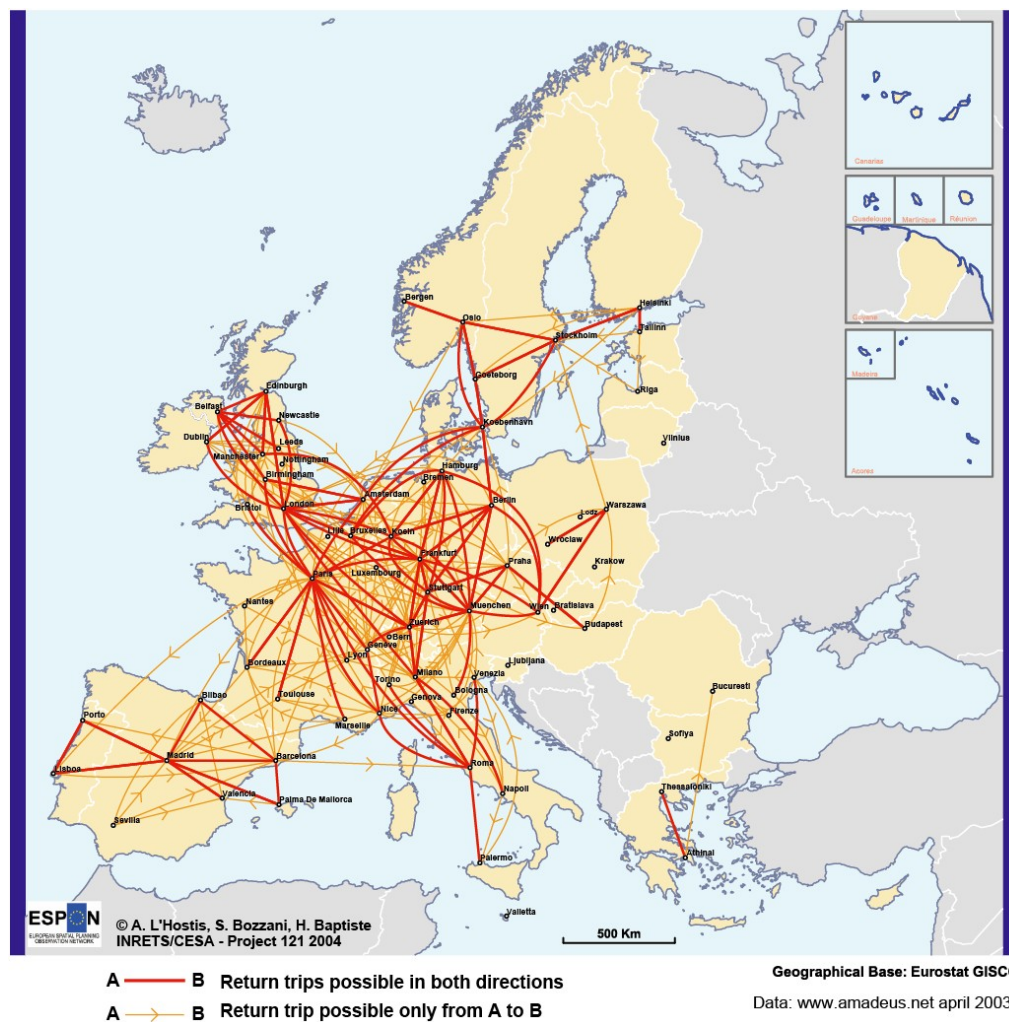 Canarias
Guadeloupe
Martinique
Réunion
Guyane
Madeira
Acores
Bergen
Oslo
Helsinki
Tallinn
Stockholm
Goeteborg
Riga
Edinburgh
Belfast
Newcastle
Koebenhavn
Dublin
Leeds
Manchester
Nottingham
Vilnius
Birmingham
Hamburg
Bremen
Bristol
London
Amsterdam
Berlin
Lodz
Warszawa
Lille
Bruxelles
Koeln
Wroclaw
Frankfurt
Luxembourg
Praha
Krakow
Paris
Stuttgart
Nantes
Muenchen
Wien
Bratislava
Zuerich
Budapest
Bern
Geneve
Lyon
Bordeaux
Milano
Venezia
Ljubljana
Torino
Bologna
Genova
Firenze
Bilbao
Toulouse
Nice
Marseille
Bucuresti
Porto
Sofiya
Madrid
Barcelona
Lisboa
Roma
Napoli
Thessaloniki
Valencia
Palma De Mallorca
Sevilla
Athinai
Palermo
Valletta
ESPON
EUROPEAN SPATIAL PLANNING
OBSERVATION NETWORK
© A. L'Hostis, S. Bozzani, H. Baptiste
INRETS/CESA - Project 121 2004
500 Km
A B Return trips possible in both directions
A B Return trip possible only from A to B
Geographical Base: Eurostat GISC
Data: www.amadeus.net april 2003